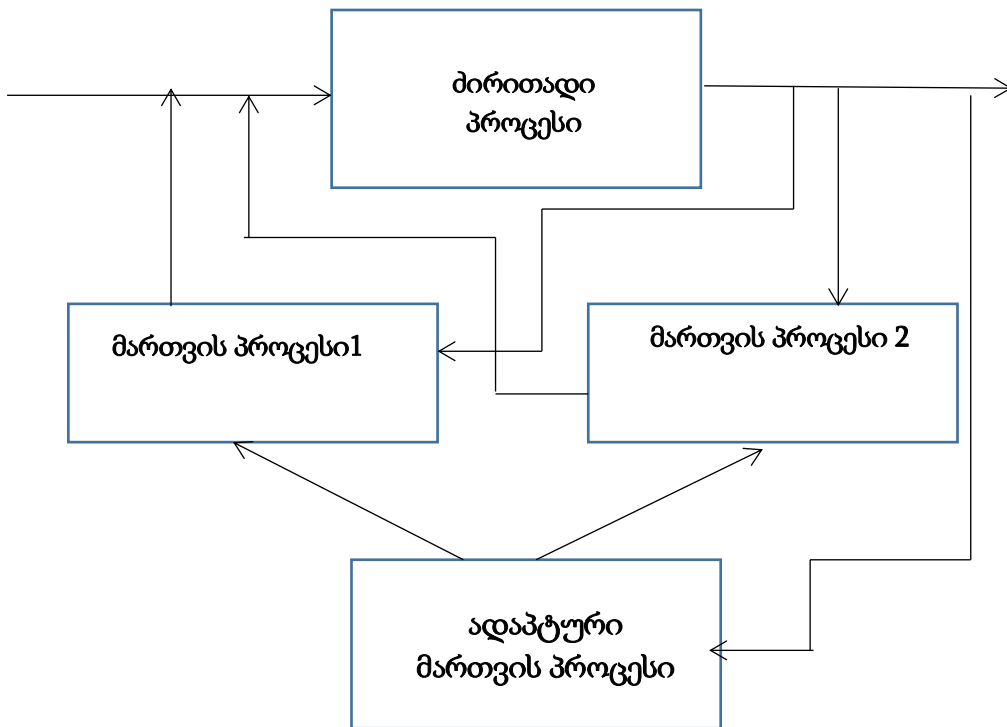 ძირითადი
პროცესი
მართვის პროცესი1
მართვის პროცესი 2
ადაპტური
მართვის პროცესი